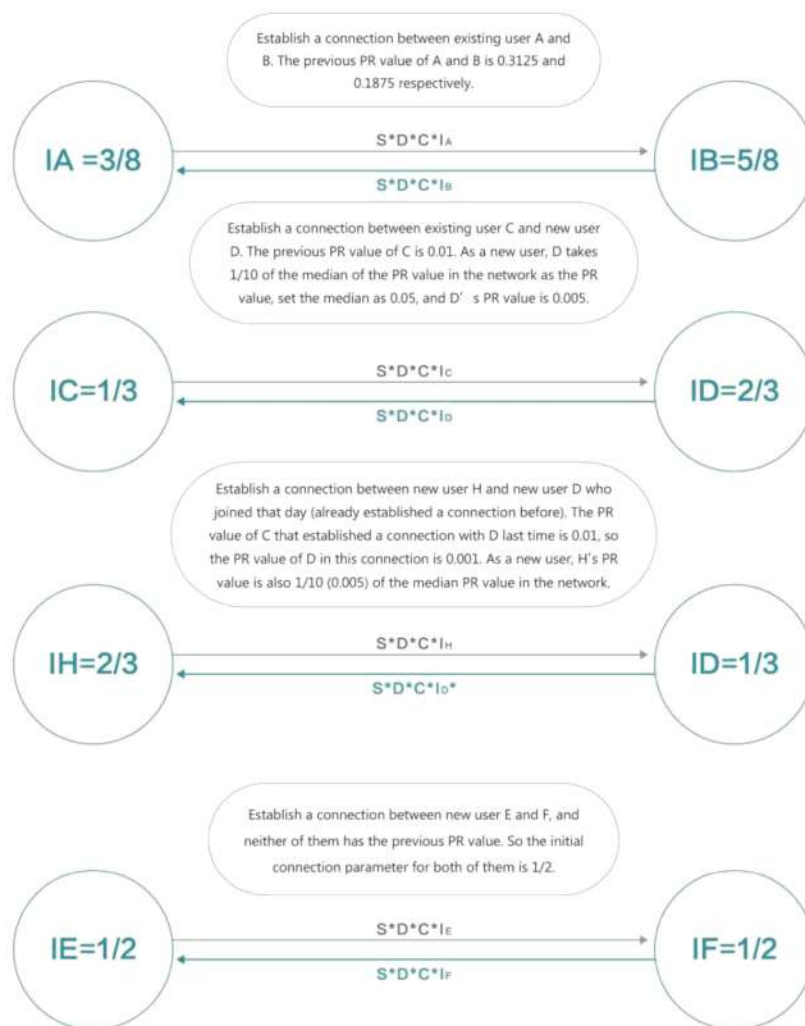 Establish a connection between existing user A and
B. The previous PR value of A and B is 0.3125 and
0.1875 respectively.
IA =3/8
S*D*C*IA
S*D*C*IB
IB=5/8
Establish a connection between existing user C and new user
D. The previous PR value of C is 0.01. As a new user, D takes
1/10 of the median of the PR value in the network as the PR
value, set the median as 0.05, and D’ s PR value is 0.005.
IC=1/3
S*D*C*IC
S*D*C*ID
ID=2/3
Establish a connection between new user H and new user D who
joined that day (already established a connection before). The PR
value of C that established a connection with D last time is 0.01, so
the PR value of D in this connection is 0.001. As a new user, H's PR
value is also 1/10 (0.005) of the median PR value in the network.
IH=2/3
S*D*C*IH
S*D*C*ID*
ID=1/3
Establish a connection between new user E and F, and
neither of them has the previous PR value. So the initial
connection parameter for both of them is 1/2.
IE=1/2
S*D*C*IE
S*D*C*IF
IF=1/2